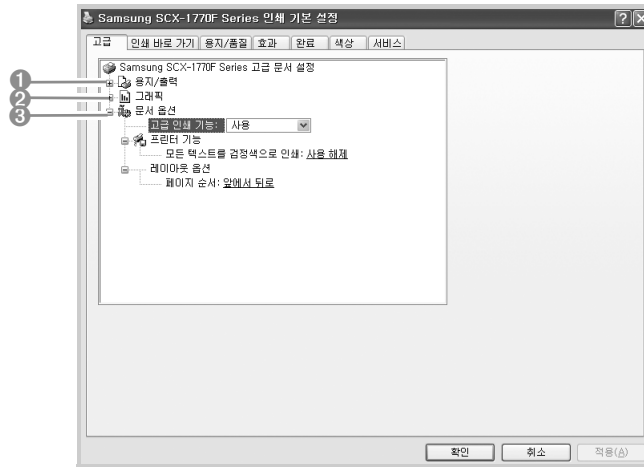 Samsung SCX-1770F Series 인쇄 기본 설정
고급 인쇄 바로 가기 용지/품질 효과 완료 색상 서비스
Samsung SCX-1770F Series 고급 문서 설정
1 용지/출력
2 그래픽
3 문서 옵션
고급 인쇄 기능: 사용
프린터 기능
모든 텍스트를 검정색으로 인쇄: 사용 해제
레이아웃 옵션
페이지 순서: 앞에서 뒤로
확인 취소 적용(A)